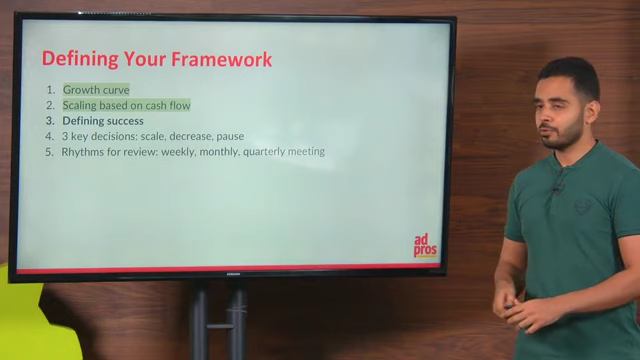 Defining Your Framework
1. Growth curve
2. Scaling based on cash flow
3. Defining success
4. 3 key decisions: scale, decrease, pause
5. Rhythms for review: weekly, monthly, quarterly meeting
ad
pros
SAMSUNG